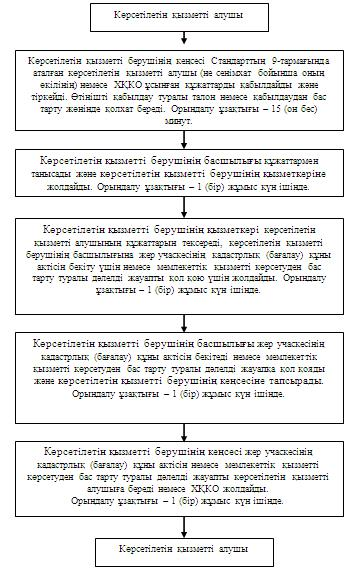 Көрсетілетін қызметті алушы
Көрсетілетін қызметті берушінің кеңсесі Стандарттың 9-тармағында
аталған көрсетілетін қызметті алушы (не сенімхат бойынша оның
өкілінің) немесе ХҚКО ұсынған құжаттарды қабылдайды және
тіркейді. Өтінішті қабылдау туралы талон немесе қабылдаудан бас
тарту жөнінде қолхат береді. Орындалу ұзақтығы – 15 (он бес)
минут.
Көрсетілетін қызметті берушінің басшылығы құжаттармен
танысады және көрсетілетін қызметті берушінің қызметкеріне
жолдайды. Орындалу ұзақтығы – 1 (бір) жұмыс күн ішінде.
Көрсетілетін қызметті берушінің қызметкері көрсетілетін
қызметті алушының құжаттарын тексереді, көрсетілетін қызметті
берушінің басшылығына жер учаскесінің кадастрлық (бағалау) құны
актісін бекіту үшін немесе мемлекеттік қызметті көрсетуден бас
тарту туралы дәлелді жауапты қол қою үшін жолдайды. Орындалу
ұзақтығы – 1 (бір) жұмыс күн ішінде.
Көрсетілетін қызметті берушінің басшылығы жер учаскесінің
кадастрлық (бағалау) құны актісін бекітеді немесе мемлекеттік
қызметті көрсетуден бас тарту туралы дәлелді жауапқа қол қояды
және көрсетілетін қызметті берушінің кеңсесіне тапсырады.
Орындалу ұзақтығы – 1 (бір) жұмыс күн ішінде.
Көрсетілетін қызметті берушінің кеңсесі жер учаскесінің
кадастрлық (бағалау) құны актісін немесе мемлекеттік қызметті
көрсетуден бас тарту туралы дәлелді жауапты көрсетілетін қызметті
алушыға береді немесе ХҚКО жолдайды.
Орындалу ұзақтығы – 1 (бір) жұмыс күн ішінде.
Көрсетілетін қызметті алушы